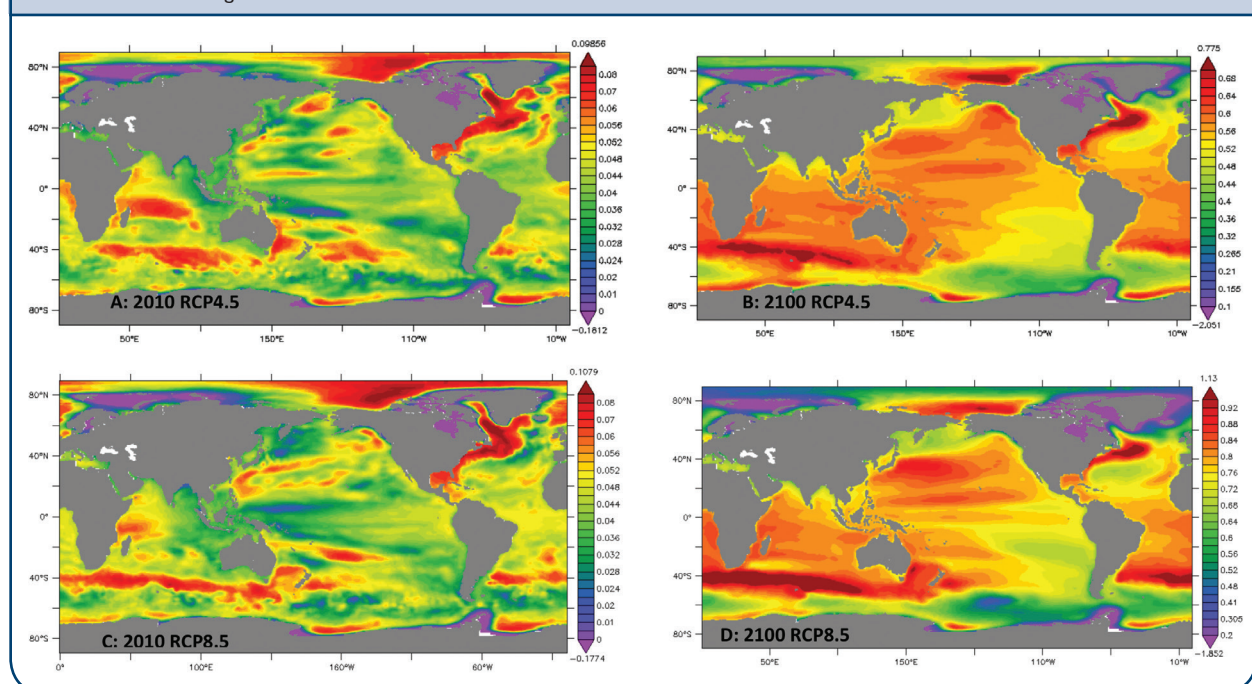 0.09856
80°N
40°N
0°
40°S
80°S
50°E
150°E
110°W
10°W
0.08
0.07
0.06
0.056
0.052
0.048
0.044
0.04
0.036
0.032
0.028
0.024
0.02
0.01
0
−0.1812
A: 2010 RCP4.5
0.775
80°N
40°N
0°
40°S
80°S
50°E
150°E
110°W
10°W
0.68
0.64
0.6
0.56
0.52
0.48
0.44
0.4
0.36
0.32
0.265
0.21
0.155
0.1
−2.051
B: 2100 RCP4.5
0.1079
80°N
40°N
0°
40°S
80°S
0°
100°E
160°W
60°W
0.08
0.07
0.06
0.056
0.052
0.048
0.044
0.04
0.036
0.032
0.028
0.024
0.02
0.01
0
−0.1774
C: 2010 RCP8.5
1.13
80°N
40°N
0°
40°S
80°S
50°E
150°E
110°W
10°W
0.92
0.88
0.84
0.8
0.76
0.72
0.68
0.64
0.6
0.56
0.52
0.48
0.41
0.305
0.2
−1.852
D: 2100 RCP8.5